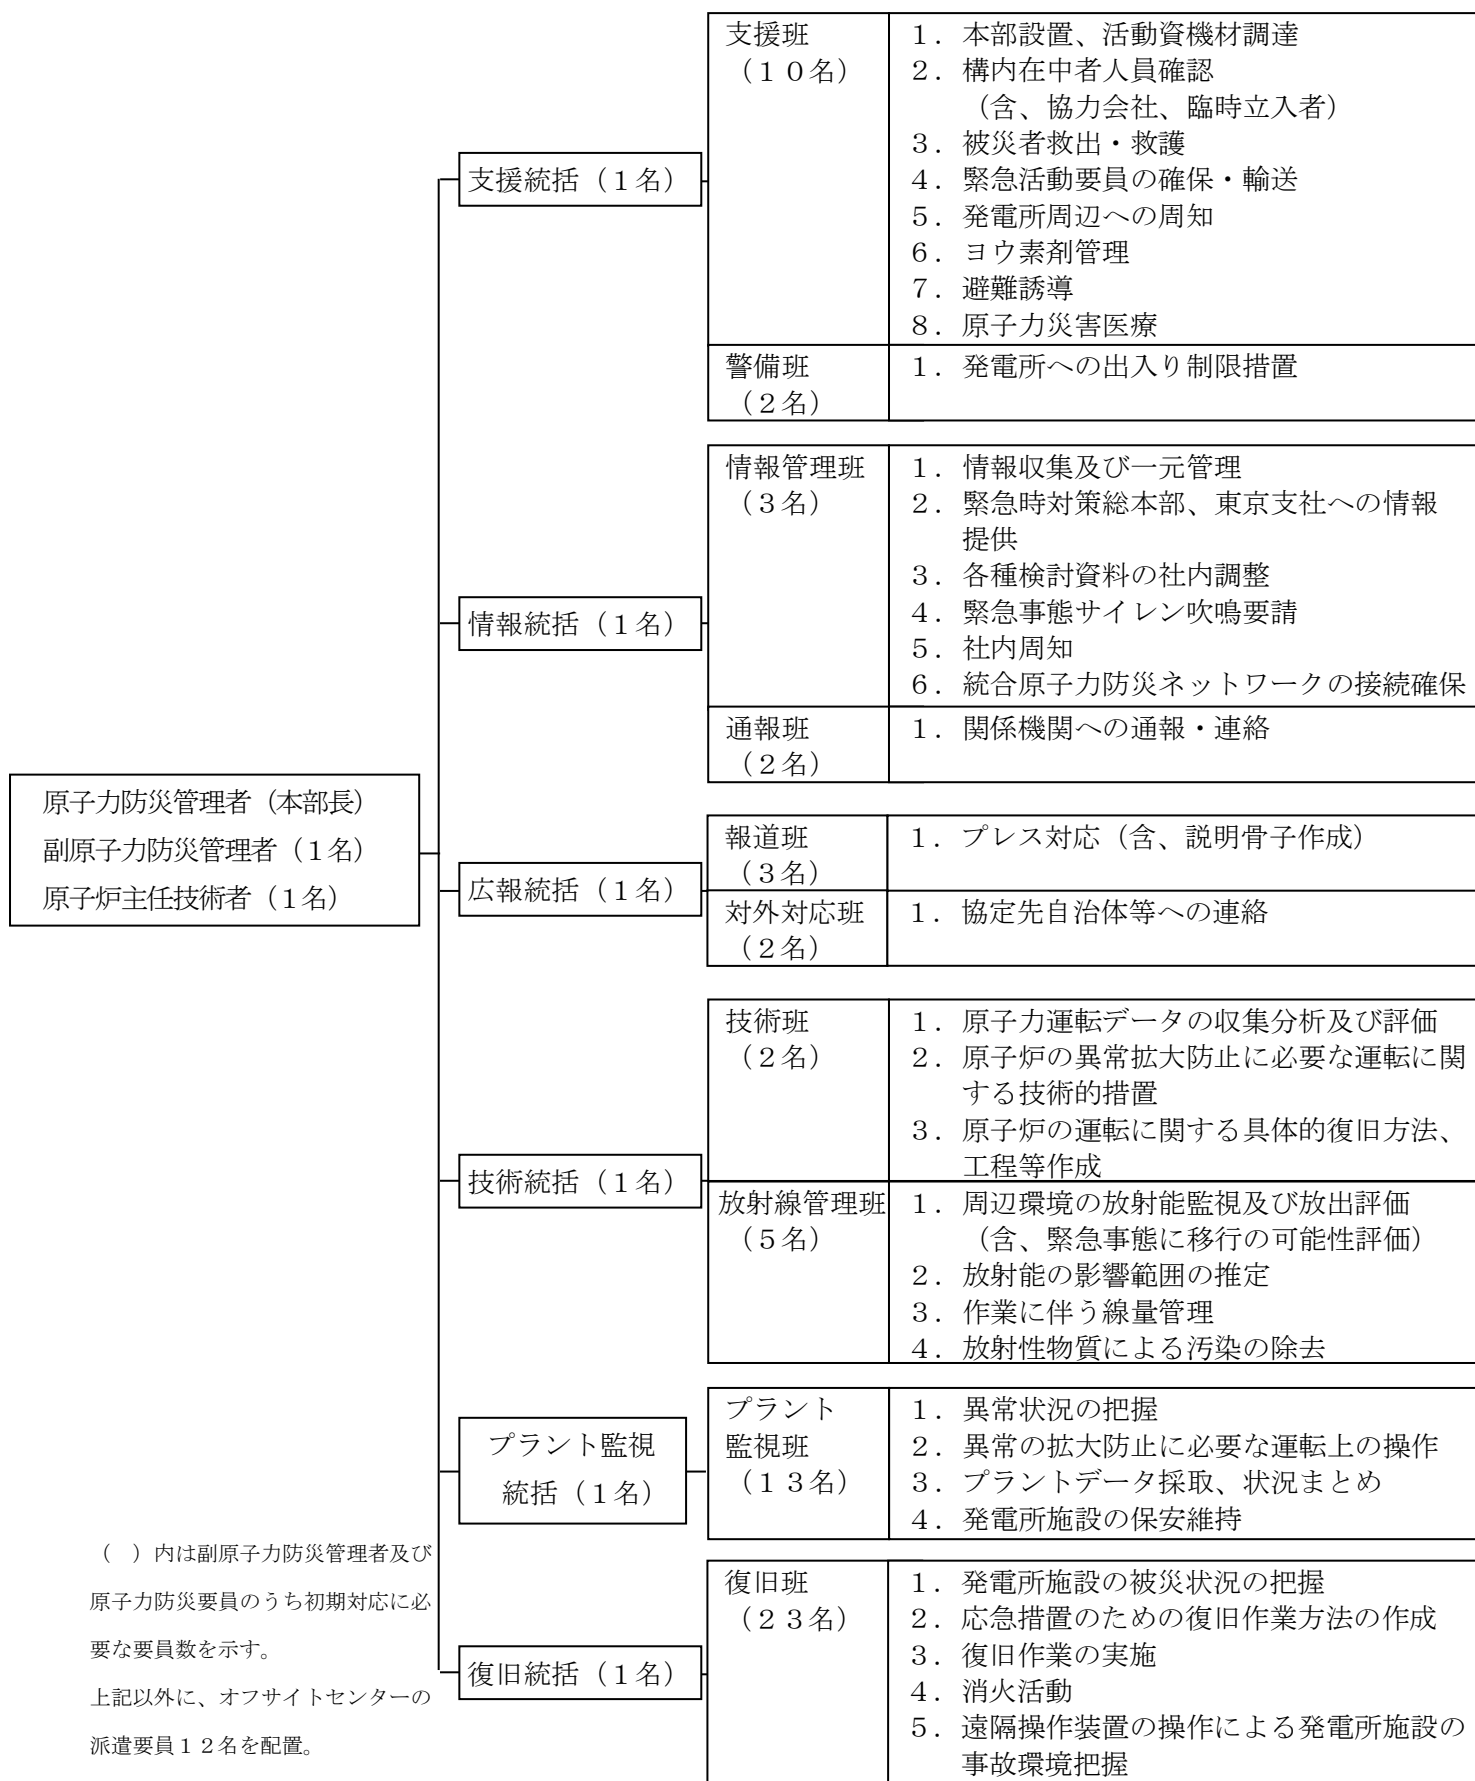 原子力防災管理者（本部長）
副原子力防災管理者（１名）
原子炉主任技術者（１名）
支援統括（１名）
支援班
（１０名）
１．本部設置、活動資機材調達
２．構内在中者人員確認
（含、協力会社、臨時立入者）
３．被災者救出・救護
４．緊急活動要員の確保・輸送
５．発電所周辺への周知
６．ヨウ素剤管理
７．避難誘導
８．原子力災害医療
警備班
（２名）
１．発電所への出入り制限措置
情報統括（１名）
情報管理班
（３名）
１．情報収集及び一元管理
２．緊急時対策総本部、東京支社への情報
提供
３．各種検討資料の社内調整
４．緊急事態サイレン吹鳴要請
５．社内周知
６．統合原子力防災ネットワークの接続確保
通報班
（２名）
１．関係機関への通報・連絡
広報統括（１名）
報道班
（３名）
１．プレス対応（含、説明骨子作成）
対外対応班
（２名）
１．協定先自治体等への連絡
技術統括（１名）
技術班
（２名）
１．原子力運転データの収集分析及び評価
２．原子炉の異常拡大防止に必要な運転に関
する技術的措置
３．原子炉の運転に関する具体的復旧方法、
工程等作成
放射線管理班
（５名）
１．周辺環境の放射能監視及び放出評価
（含、緊急事態に移行の可能性評価）
２．放射能の影響範囲の推定
３．作業に伴う線量管理
４．放射性物質による汚染の除去
プラント監視
統括（１名）
プラント
監視班
（１３名）
１．異常状況の把握
２．異常の拡大防止に必要な運転上の操作
３．プラントデータ採取、状況まとめ
４．発電所施設の保安維持
復旧統括（１名）
復旧班
（２３名）
１．発電所施設の被災状況の把握
２．応急措置のための復旧作業方法の作成
３．復旧作業の実施
４．消火活動
５．遠隔操作装置の操作による発電所施設の
事故環境把握
（　）内は副原子力防災管理者及び
原子力防災要員のうち初期対応に必
要な要員数を示す。
上記以外に、オフサイトセンターの
派遣要員１２名を配置。